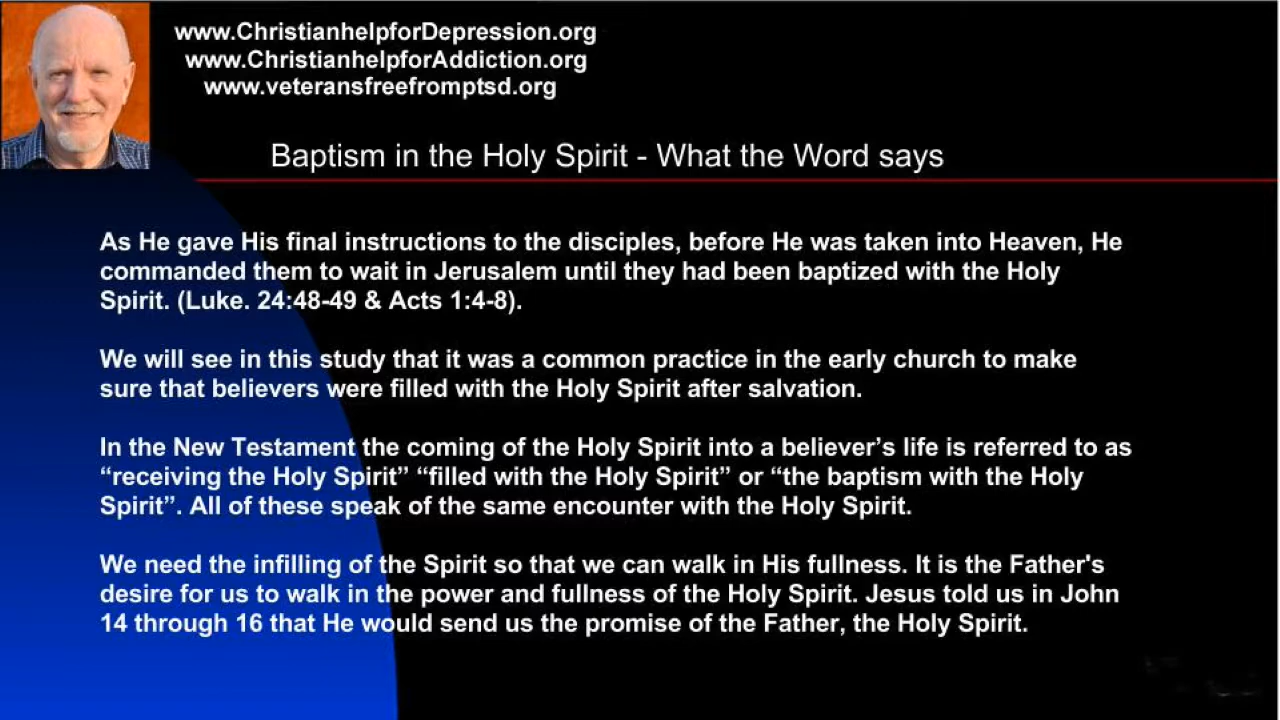 www.ChristianhelpforDepression.org
www.ChristianhelpforAddiction.org
www.veteransfreefromptsd.org
Baptism in the Holy Spirit - What the Word says
As He gave His final instructions to the disciples, before He was taken into Heaven, He
commanded them to wait in Jerusalem until they had been baptized with the Holy
Spirit. (Luke. 24:48-49 & Acts 1:4-8).
We will see in this study that it was a common practice in the early church to make
sure that believers were filled with the Holy Spirit after salvation.
In the New Testament the coming of the Holy Spirit into a believer’s life is referred to as
“receiving the Holy Spirit” “filled with the Holy Spirit” or “the baptism with the Holy
Spirit”. All of these speak of the same encounter with the Holy Spirit.
We need the infilling of the Spirit so that we can walk in His fullness. It is the Father's
desire for us to walk in the power and fullness of the Holy Spirit. Jesus told us in John
14 through 16 that He would send us the promise of the Father, the Holy Spirit.